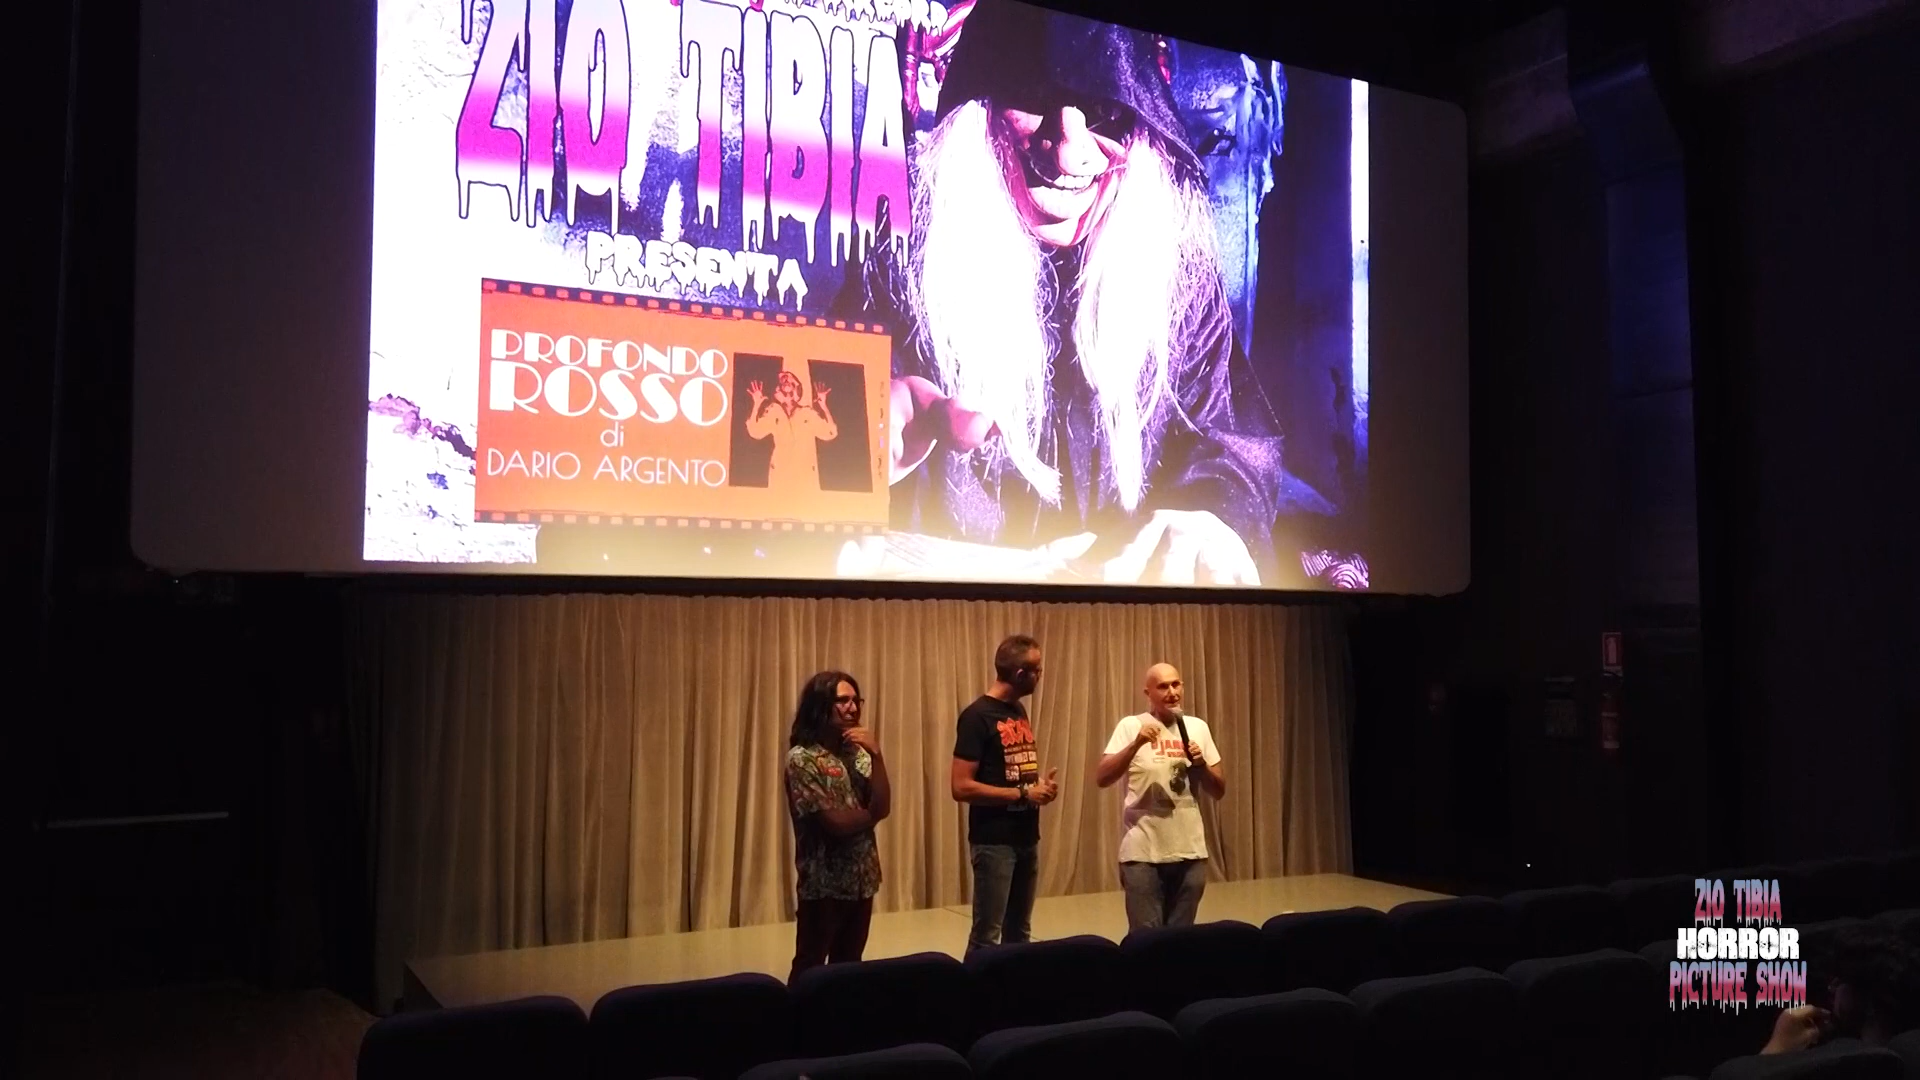 ZIO TIBIA
PRESENTA
PROFONDO
ROSSO
di
DARIO ARGENTO
ZIO TIBIA
HORROR
PICTURE SHOW